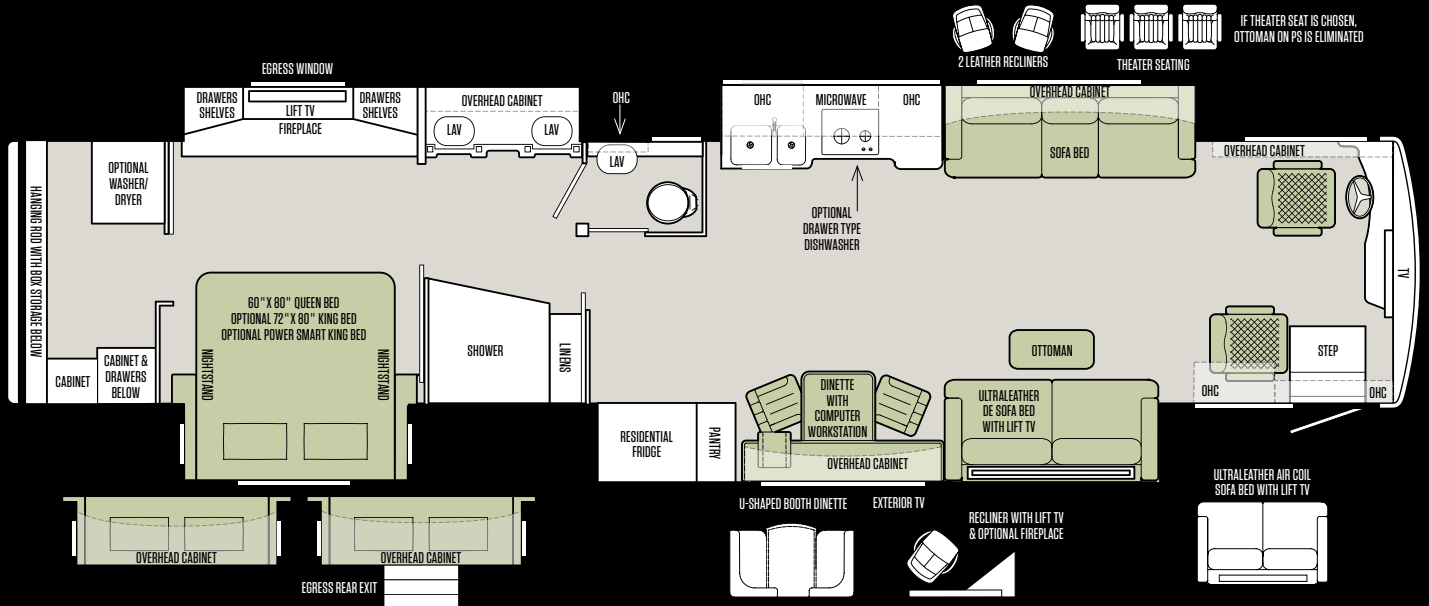 2 LEATHER RECLINERS
THEATER SEATING
IF THEATER SEAT IS CHOSEN,
OTTOMAN ON PS IS ELIMINATED
EGRESS WINDOW
DRAWERS
SHELVES
LIFT TV
FIREPLACE
DRAWERS
SHELVES
OVERHEAD CABINET
LAV
LAV
OHC
LAV
OHC
MICROWAVE
OHC
OVERHEAD CABINET
SOFA BED
OVERHEAD CABINET
HANGING ROD WITH BOX STORAGE BELOW
OPTIONAL
WASHER/
DRYER
OPTIONAL
DRAWER TYPE
DISHWASHER
TV
60" X 80" QUEEN BED
OPTIONAL 72" X 80" KING BED
OPTIONAL POWER SMART KING BED
NIGHTSTAND
NIGHTSTAND
CABINET
CABINET &
DRAWERS
BELOW
SHOWER
LINENS
OTTOMAN
STEP
OHC
OHC
DINETTE
WITH
COMPUTER
WORKSTATION
ULTRALEATHER
DE SOFA BED
WITH LIFT TV
RESIDENTIAL
FRIDGE
PANTRY
OVERHEAD CABINET
U-SHAPED BOOTH DINETTE
EXTERIOR TV
RECLINER WITH LIFT TV
& OPTIONAL FIREPLACE
ULTRALEATHER AIR COIL
SOFA BED WITH LIFT TV
OVERHEAD CABINET
OVERHEAD CABINET
EGRESS REAR EXIT